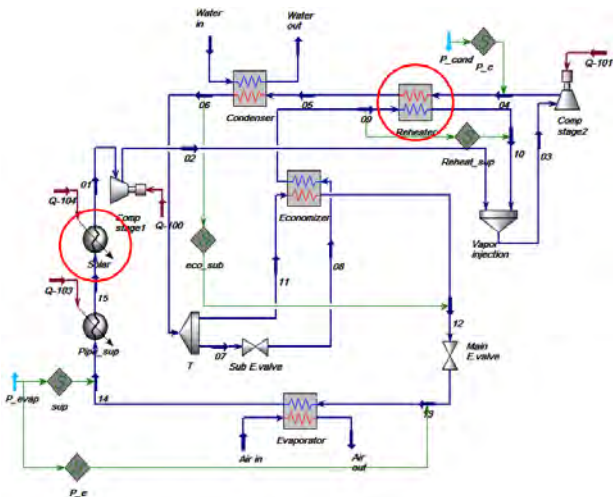 Water
in
Water
out
P_cond
P_c
Q-101
06
Condenser
05
09
Reheater
04
Comp
stage2
01
02
Reheat_sup
10
03
Q-104
Comp
stage1
Q-100
Economizer
Vapor
injection
Solar
eco_sub
11
08
15
Q-103
Pipe_sup
T
07
Sub E.valve
12
Main
E.valve
P_evap
sup
14
13
Evaporator
Air in
Air
out
P_e